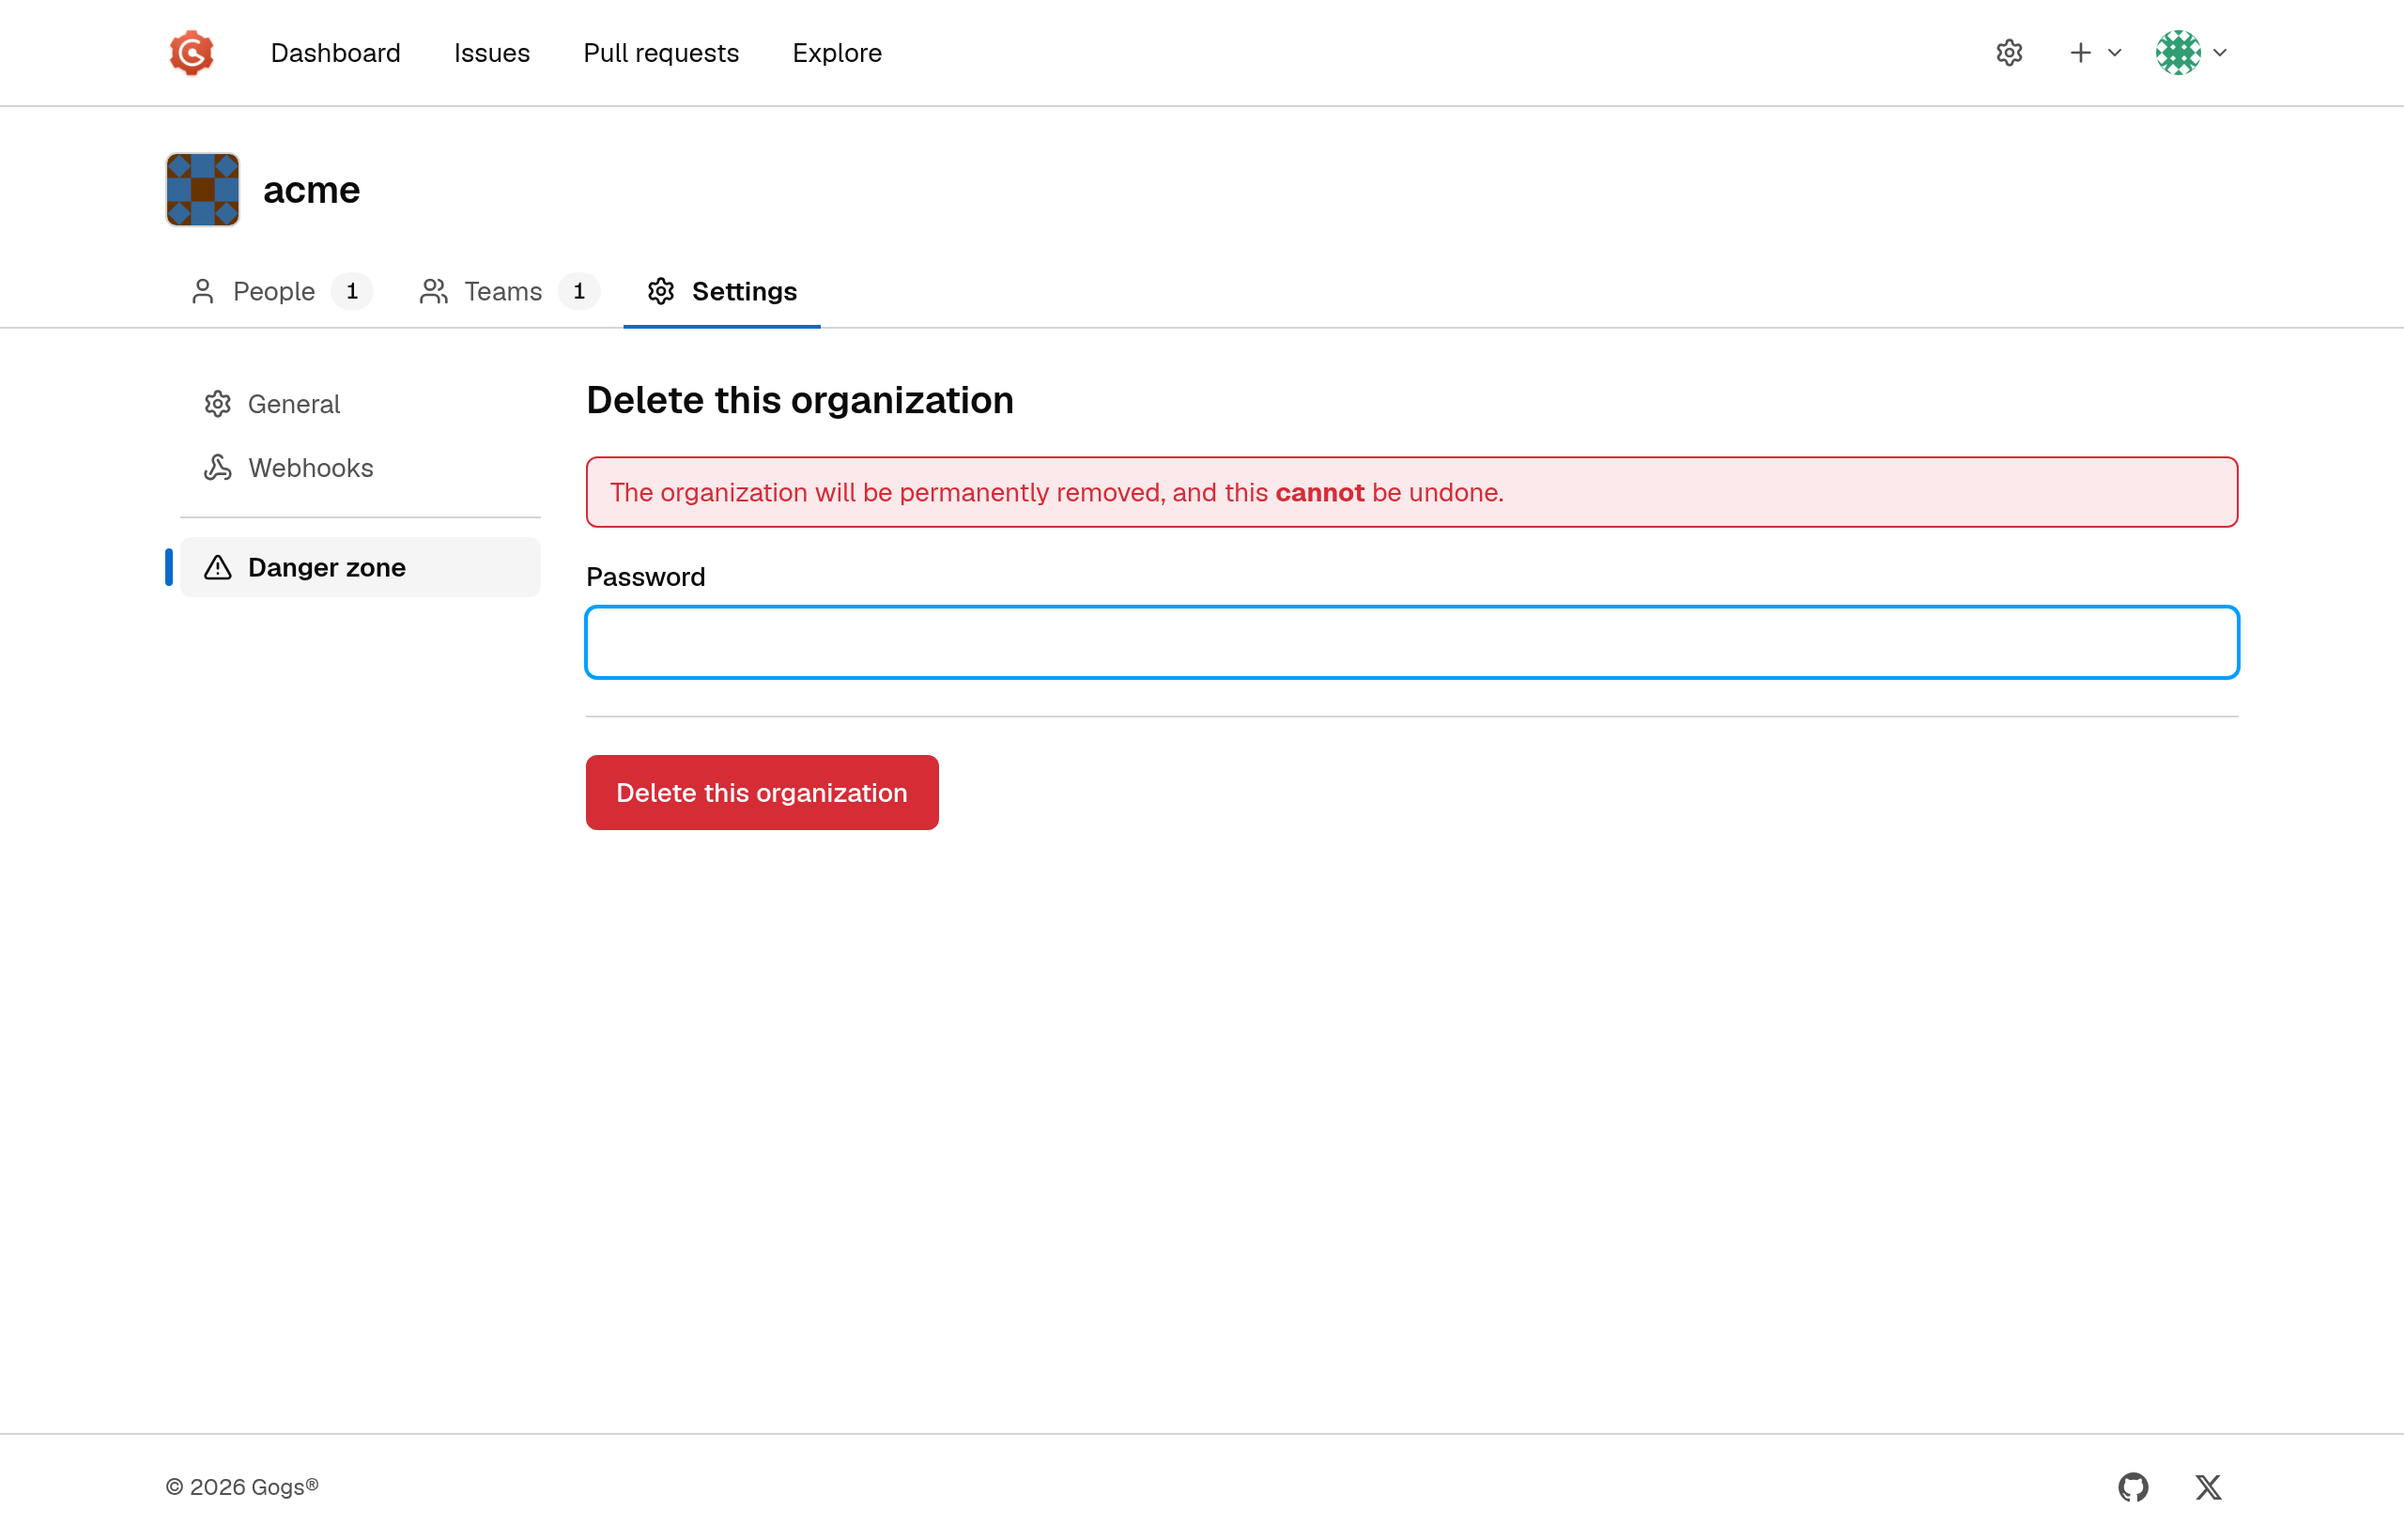 Dashboard Issues Pull requests Explore
acme
People 1 Teams 1 Settings
General
Webhooks
Danger zone
Delete this organization
The organization will be permanently removed, and this cannot be undone.
Password
Delete this organization
© 2026 Gogs®